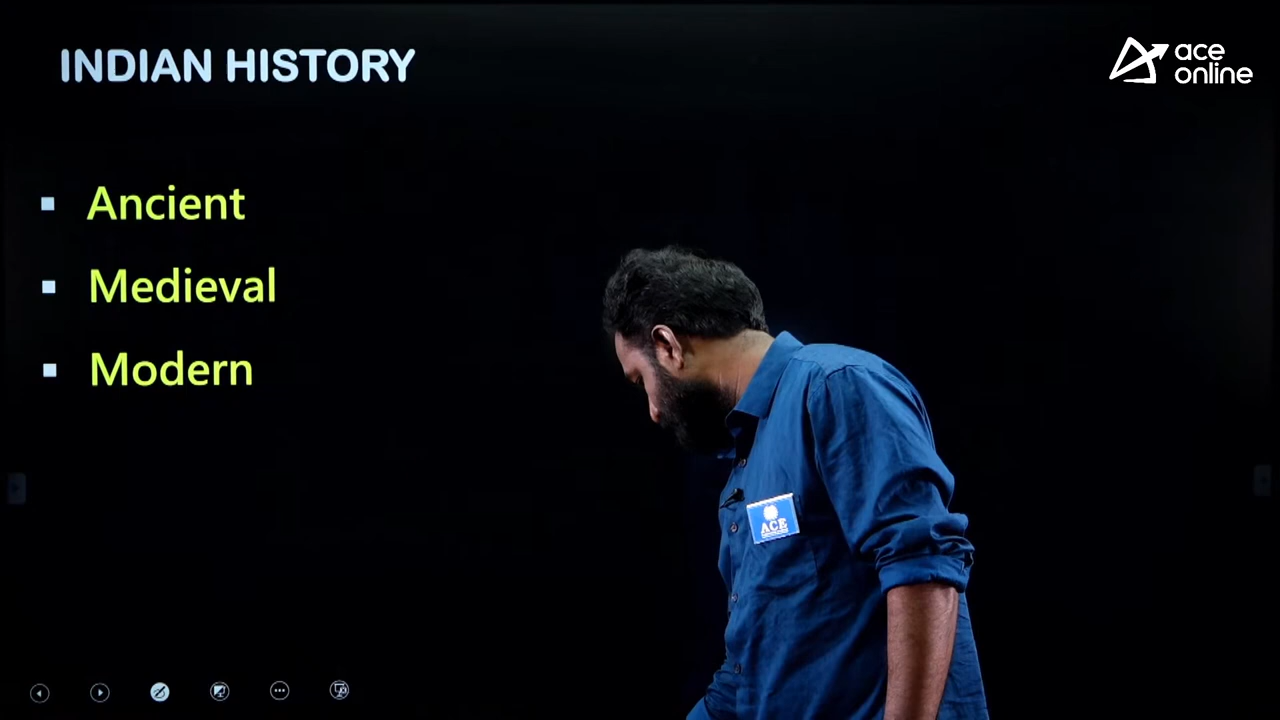 INDIAN HISTORY
ace
online
Ancient
Medieval
Modern
ACE